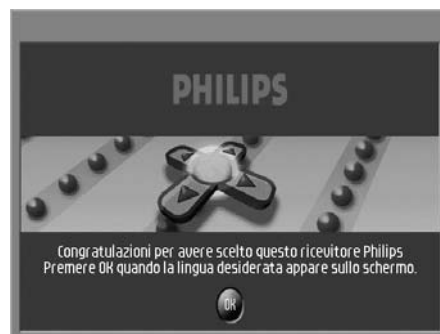 PHILIPS
Congratulazioni per avere scelto questo ricevitore Philips
Premere OK quando la lingua desiderata appare sullo schermo.
OK